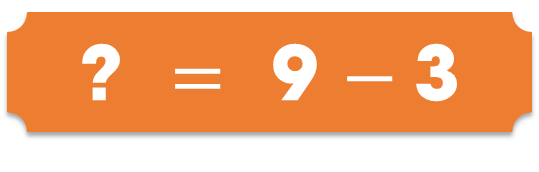 ? = 9 – 3